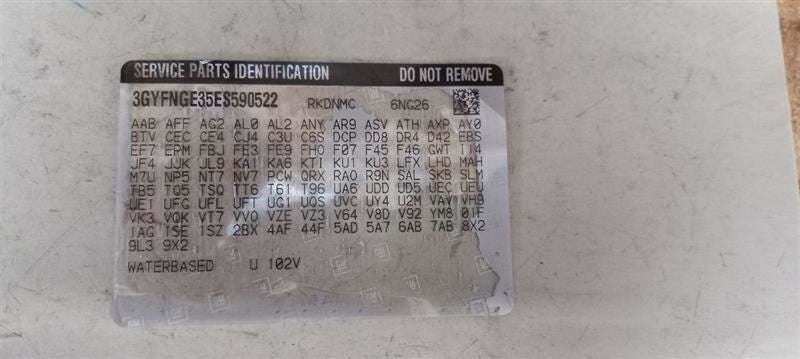 SERVICE PARTS IDENTIFICATION DO NOT REMOVE
3GYFNGE35ES590522 RKDNMC 6NG26
AAB AFF AG2 AL0 AL2 ANY AR9 ASV ATH AXP AY0
BTV CEC CE4 CJ4 C3U C6S DCP DD8 DR4 D42 EBS
EF7 EPM FBJ FE3 FE9 FHO F07 F45 F46 GWT I14
JF4 JJK JL9 KA1 KA6 KTI KU1 KU3 LFX LHD MAH
M7U NP5 NT7 NV7 PCW QRX RA0 R9N SAL SKB SLM
TB5 TQ5 TSQ TT6 T61 T96 UA6 UDD UD5 UEC UEU
UE1 UFG UFL UFT UG1 UQS UVC UY4 U2M VAV VH9
VK3 VQK VT7 VV0 VZE VZ3 V64 V8D V92 YM8 01F
1AG 1SE 1SZ 2BX 4AF 44F 5AD 5A7 6AB 7AB 8X2
9L3 9X2
WATERBASED U 102V